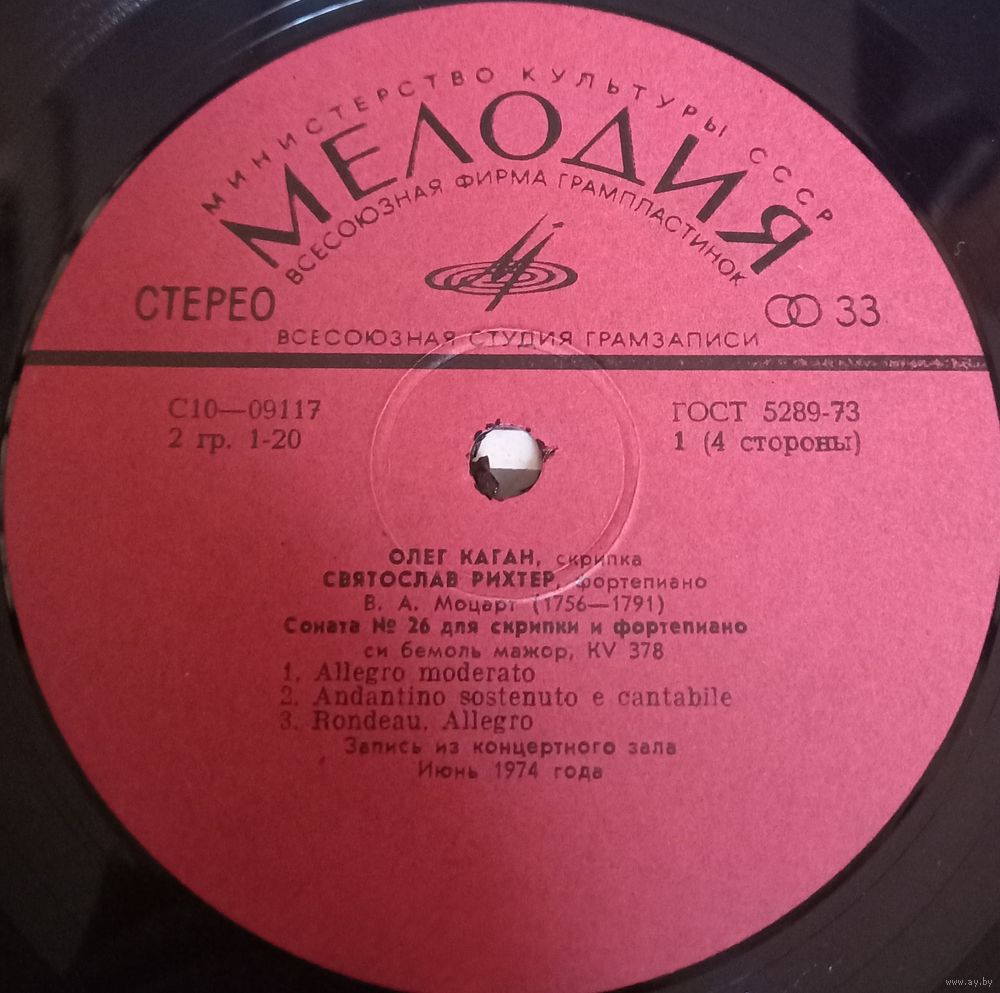 МИНИСТЕРСТВО КУЛЬТУРЫ СССР
МЕЛОДИЯ
ВСЕСОЮЗНАЯ ФИРМА ГРАМПЛАСТИНОК
СТЕРЕО
33
ВСЕСОЮЗНАЯ СТУДИЯ ГРАМЗАПИСИ
С10—09117
ГОСТ 5289-73
2 гр. 1-20
1 (4 стороны)
ОЛЕГ КАГАН, скрипка
СВЯТОСЛАВ РИХТЕР, фортепиано
В. А. Моцарт (1756—1791)
Соната № 26 для скрипки и фортепиано
си бемоль мажор, KV 378
1. Allegro moderato
2. Andantino sostenuto e cantabile
3. Rondeau. Allegro
Запись из концертного зала
Июнь 1974 года
www.ay.by